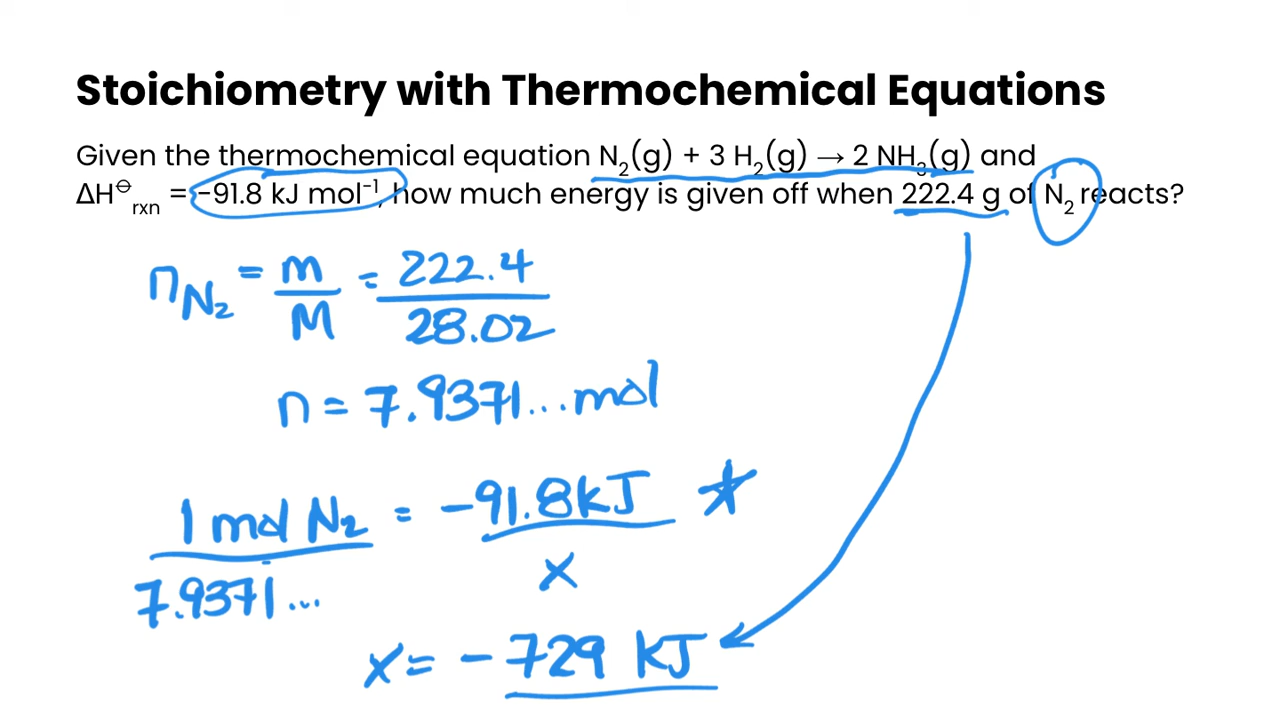 Stoichiometry with Thermochemical Equations
Given the thermochemical equation N₂(g) + 3 H₂(g) → 2 NH₃(g) and
ΔH⊖rxn = −91.8 kJ mol⁻¹, how much energy is given off when 222.4 g of N₂ reacts?
nN₂ = m/M = 222.4/28.02
n = 7.9371...mol
1 mol N₂ = -91.8kJ ☆
7.9371... x
x = -729 KJ